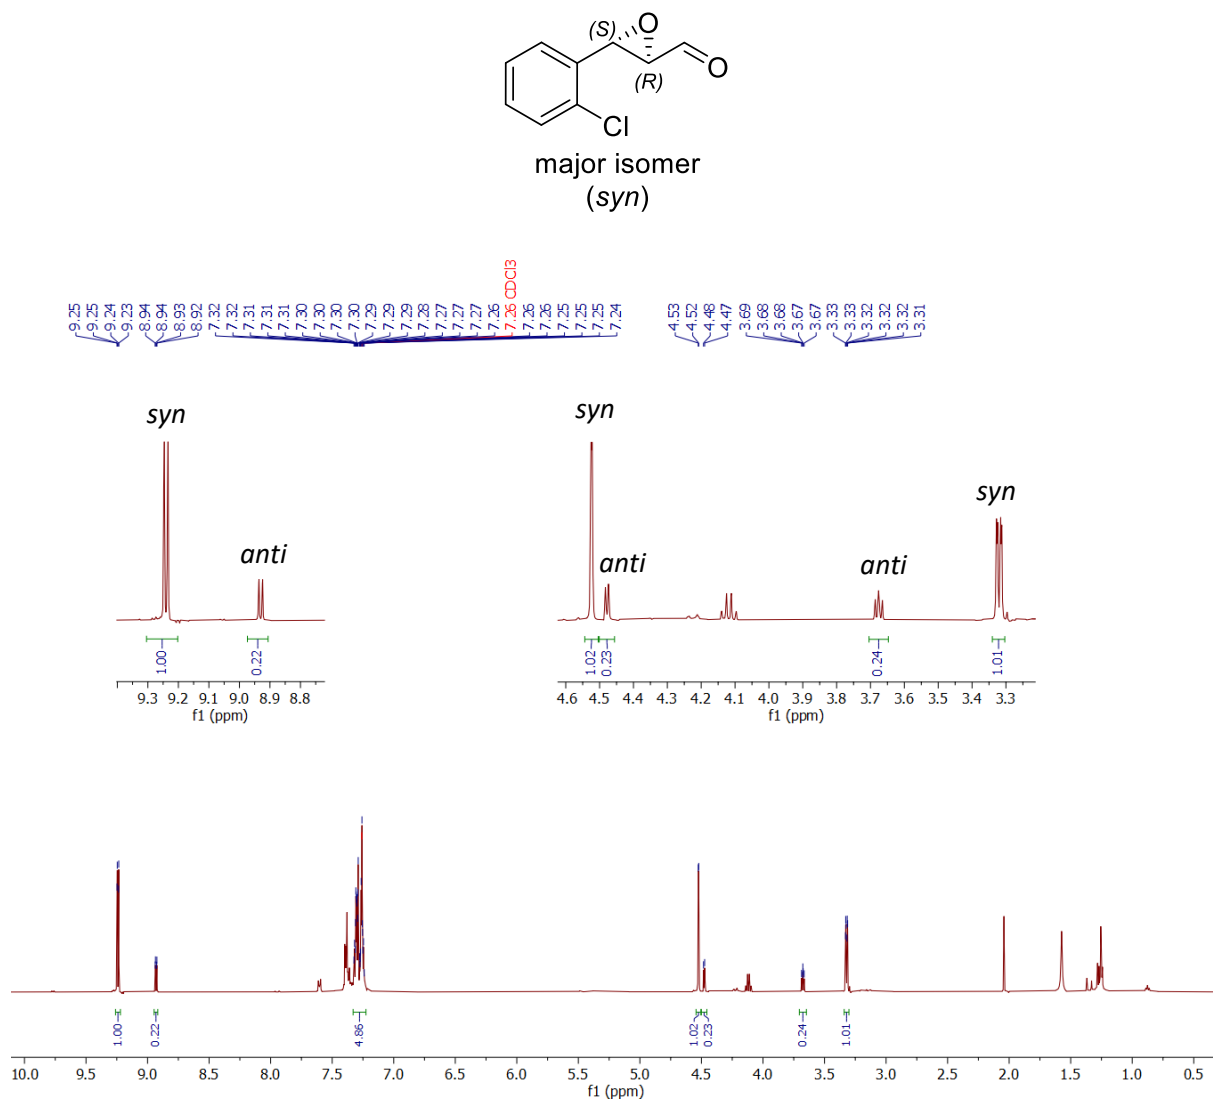 (S) O
O
(R)
Cl
major isomer
(syn)
9.25 9.25 9.24 9.23 8.94 8.94 8.93 8.92 7.32 7.32 7.31 7.31 7.31 7.30 7.30 7.30 7.30 7.29 7.29 7.29 7.28 7.27 7.27 7.27 7.26 7.26 CDCl3 7.26 7.26 7.25 7.25 7.25 7.24 4.53 4.52 4.48 4.47 3.69 3.68 3.68 3.67 3.67 3.33 3.33 3.32 3.32 3.32 3.31
syn
anti
1.00 0.22
9.3 9.2 9.1 9.0 8.9 8.8
f1 (ppm)
syn
anti
anti
syn
1.02 0.23 0.24 1.01
4.6 4.5 4.4 4.3 4.2 4.1 4.0 3.9 3.8 3.7 3.6 3.5 3.4 3.3
f1 (ppm)
1.00 0.22 4.86 1.02 0.23 0.24 1.01
10.0 9.5 9.0 8.5 8.0 7.5 7.0 6.5 6.0 5.5 5.0 4.5 4.0 3.5 3.0 2.5 2.0 1.5 1.0 0.5
f1 (ppm)